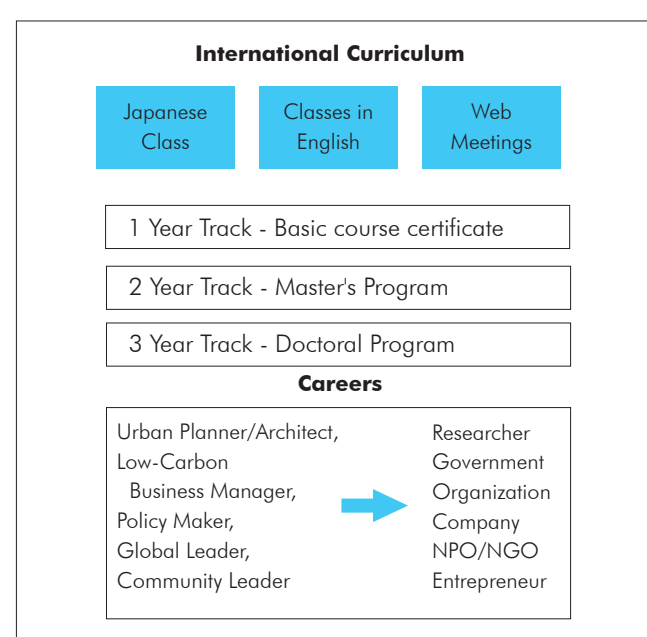 International Curriculum
Japanese
Class
Classes in
English
Web
Meetings
1 Year Track - Basic course certificate
2 Year Track - Master's Program
3 Year Track - Doctoral Program
Careers
Urban Planner/Architect,
Low-Carbon
Business Manager,
Policy Maker,
Global Leader,
Community Leader
Researcher
Government
Organization
Company
NPO/NGO
Entrepreneur